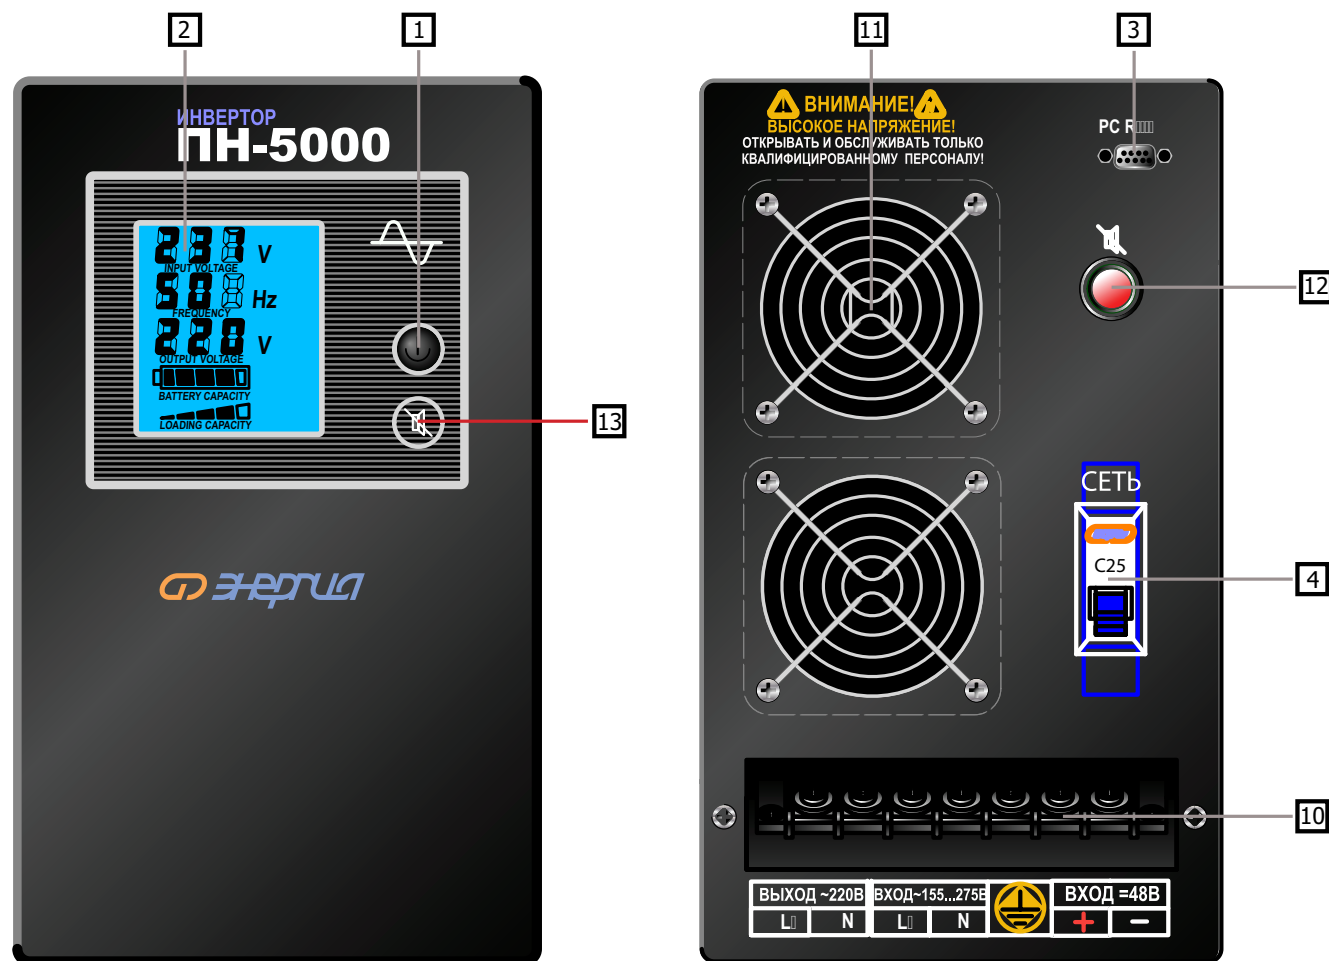 2
1
11
3
ИНВЕРТОР
ПН-5000
233 V
INPUT VOLTAGE
50 Hz
FREQUENCY
220 V
OUTPUT VOLTAGE
BATTERY CAPACITY
LOADING CAPACITY
13
энергия
ВНИМАНИЕ!
ВЫСОКОЕ НАПРЯЖЕНИЕ!
ОТКРЫВАТЬ И ОБСЛУЖИВАТЬ ТОЛЬКО
КВАЛИФИЦИРОВАННОМУ ПЕРСОНАЛУ!
PC R
12
СЕТЬ
C25
4
10
ВЫХОД ~220В
L N
ВХОД~155...275В
L N
ВХОД =48В
+ −